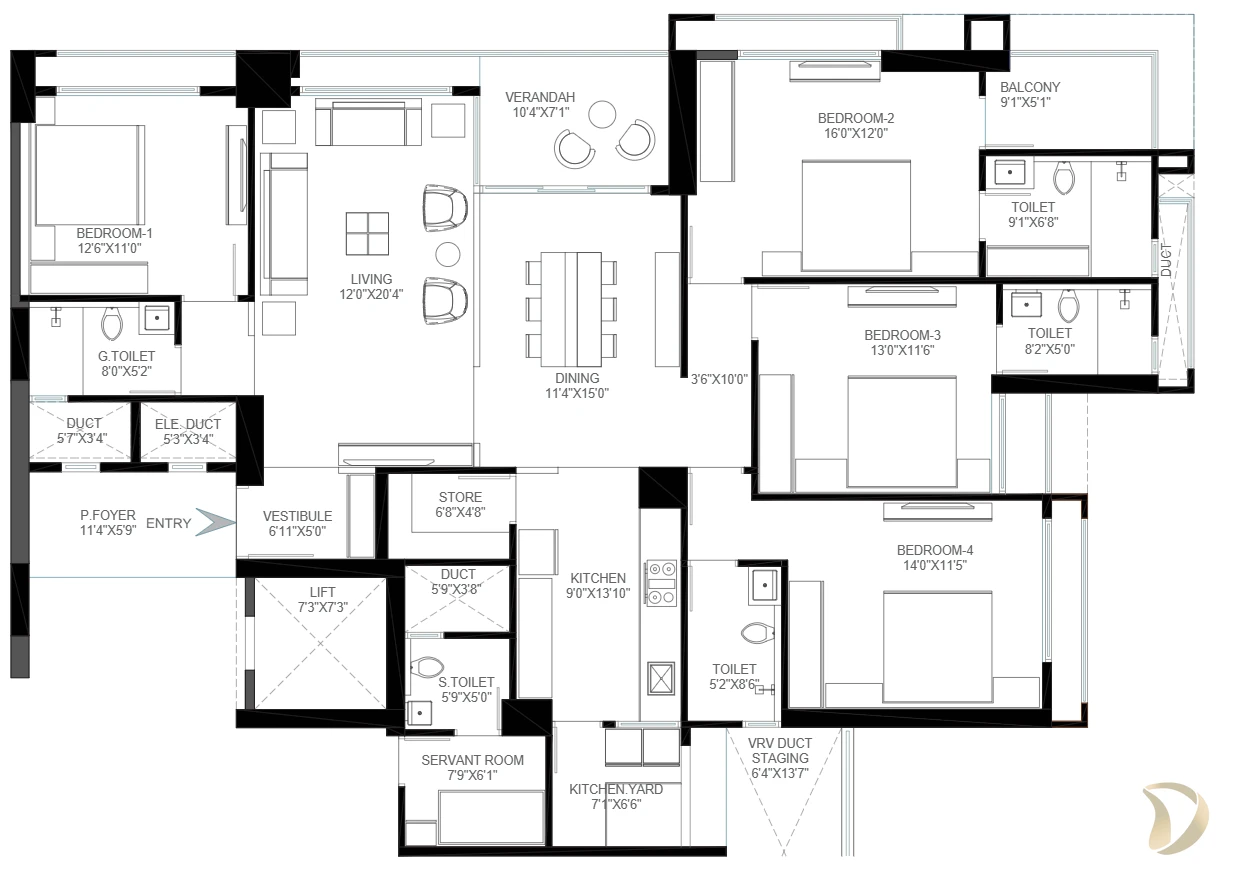 VERANDAH
10'4"X7'1"
BALCONY
9'1"X5'1"
BEDROOM-2
16'0"X12'0"
BEDROOM-1
12'6"X11'0"
TOILET
9'1"X6'8"
DUCT
LIVING
12'0"X20'4"
G.TOILET
8'0"X5'2"
BEDROOM-3
13'0"X11'6"
TOILET
8'2"X5'0"
DINING
11'4"X15'0"
3'6"X10'0"
DUCT
5'7"X3'4"
ELE. DUCT
5'3"X3'4"
P.FOYER
11'4"X5'9"
ENTRY
VESTIBULE
6'11"X5'0"
STORE
6'8"X4'8"
BEDROOM-4
14'0"X11'5"
LIFT
7'3"X7'3"
DUCT
5'9"X3'8"
KITCHEN
9'0"X13'10"
S.TOILET
5'9"X5'0"
TOILET
5'2"X8'6"
SERVANT ROOM
7'9"X6'1"
KITCHEN.YARD
7'1"X6'6"
VRV DUCT
STAGING
6'4"X13'7"